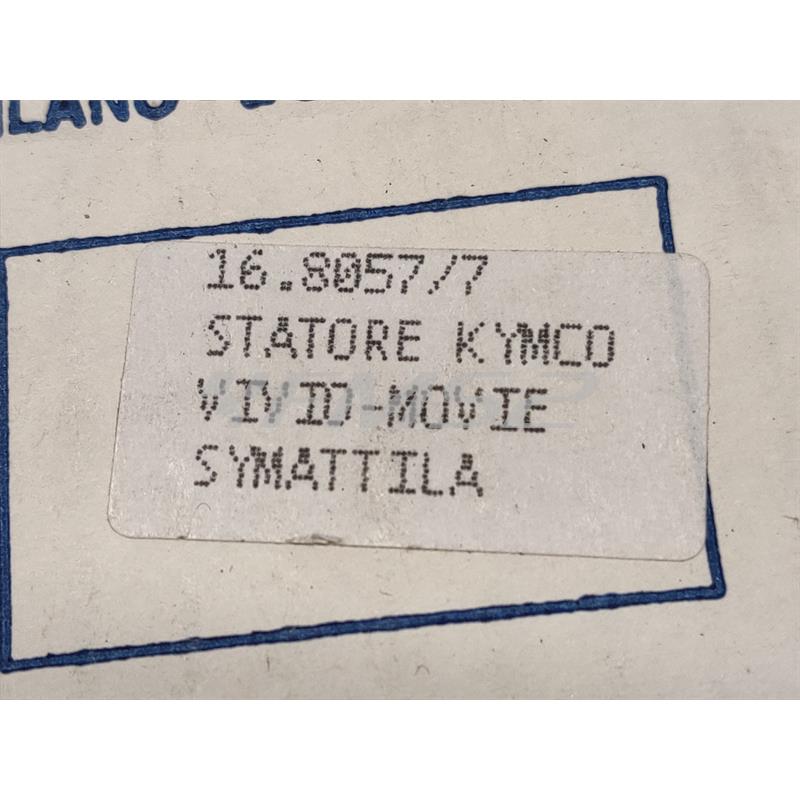 16.8057/7
STATORE KYMCO
VIVIO-MOVIE
SYMATTILA